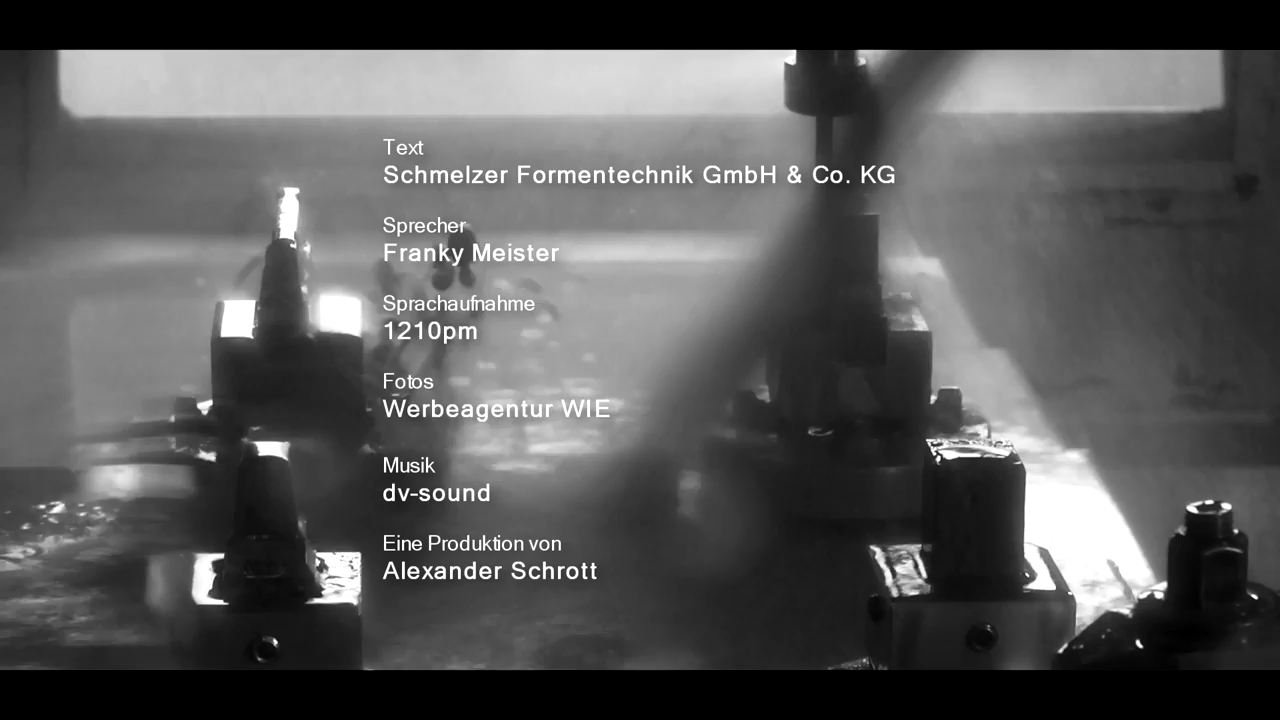 Text
Schmelzer Formentechnik GmbH & Co. KG
Sprecher
Franky Meister
Sprachaufnahme
1210pm
Fotos
Werbeagentur WIE
Musik
dv-sound
Eine Produktion von
Alexander Schrott